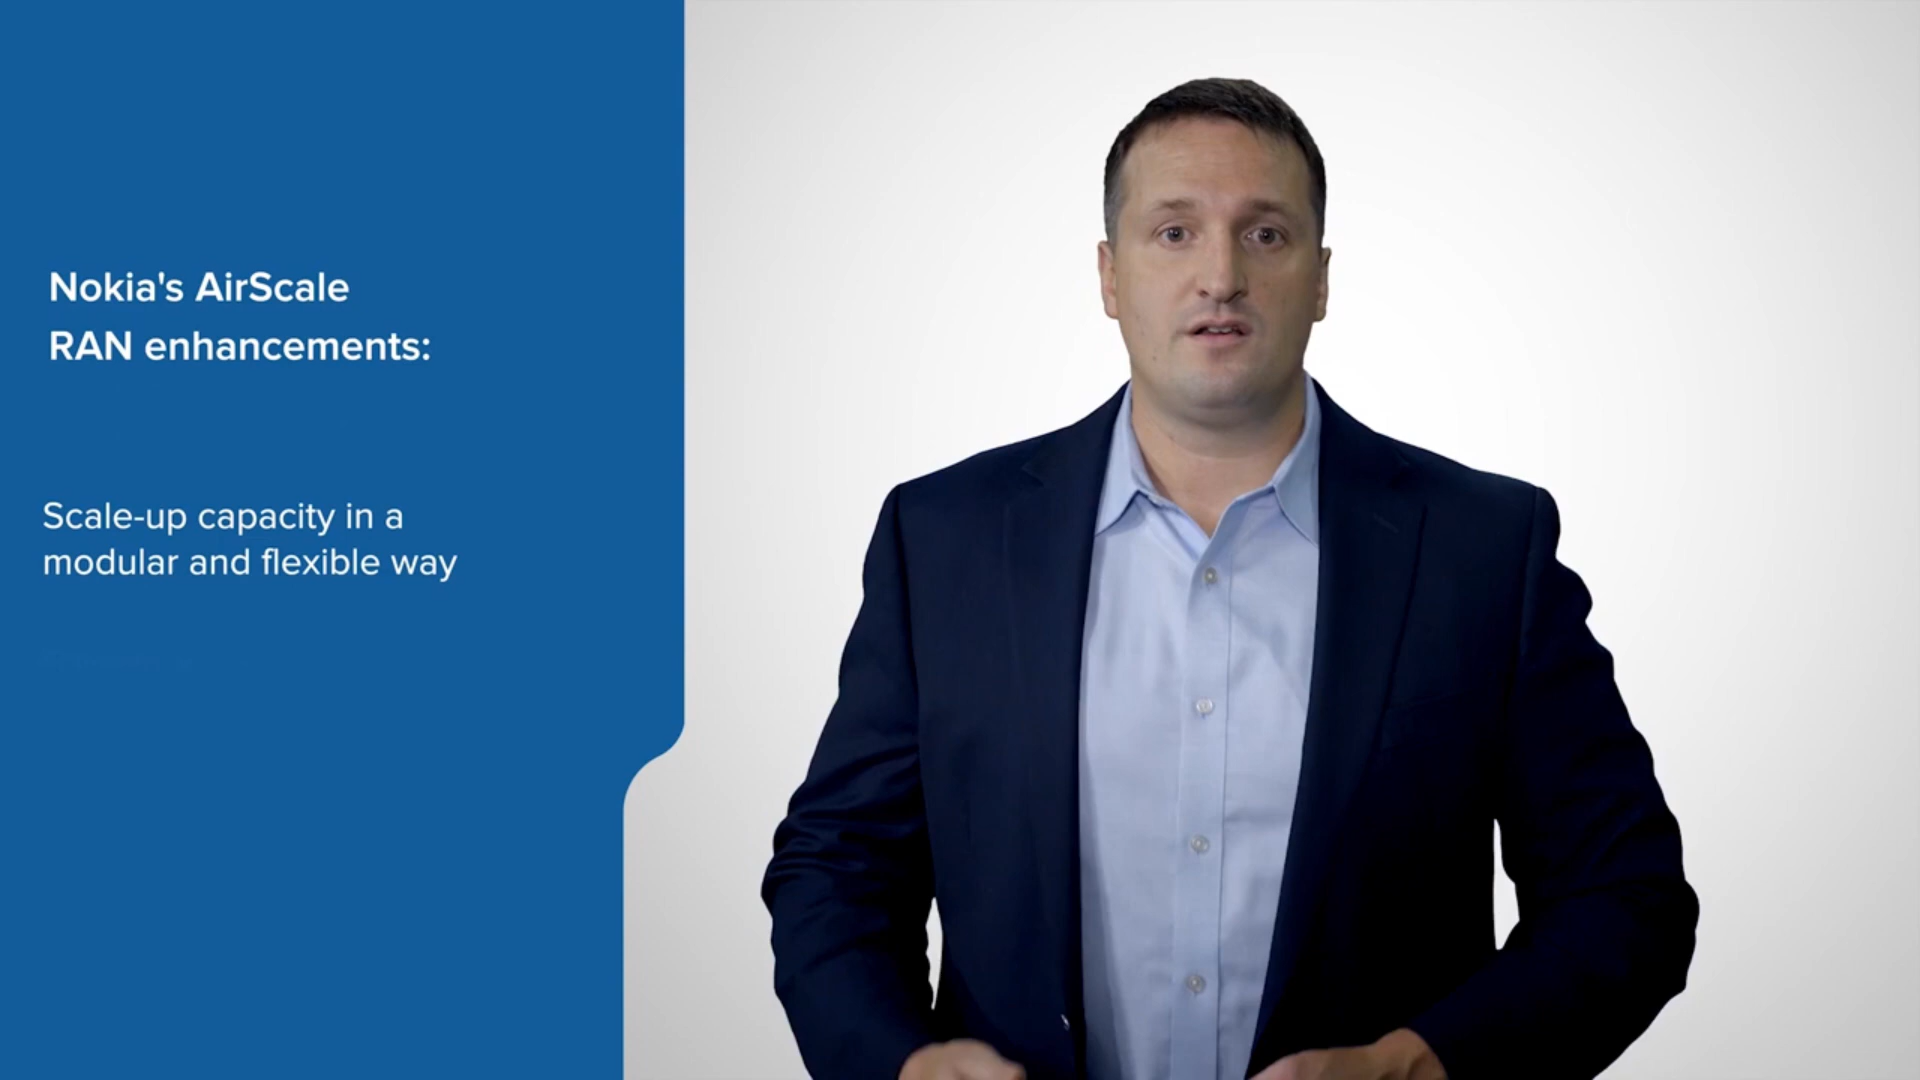 Nokia's AirScale
RAN enhancements:
Scale-up capacity in a
modular and flexible way